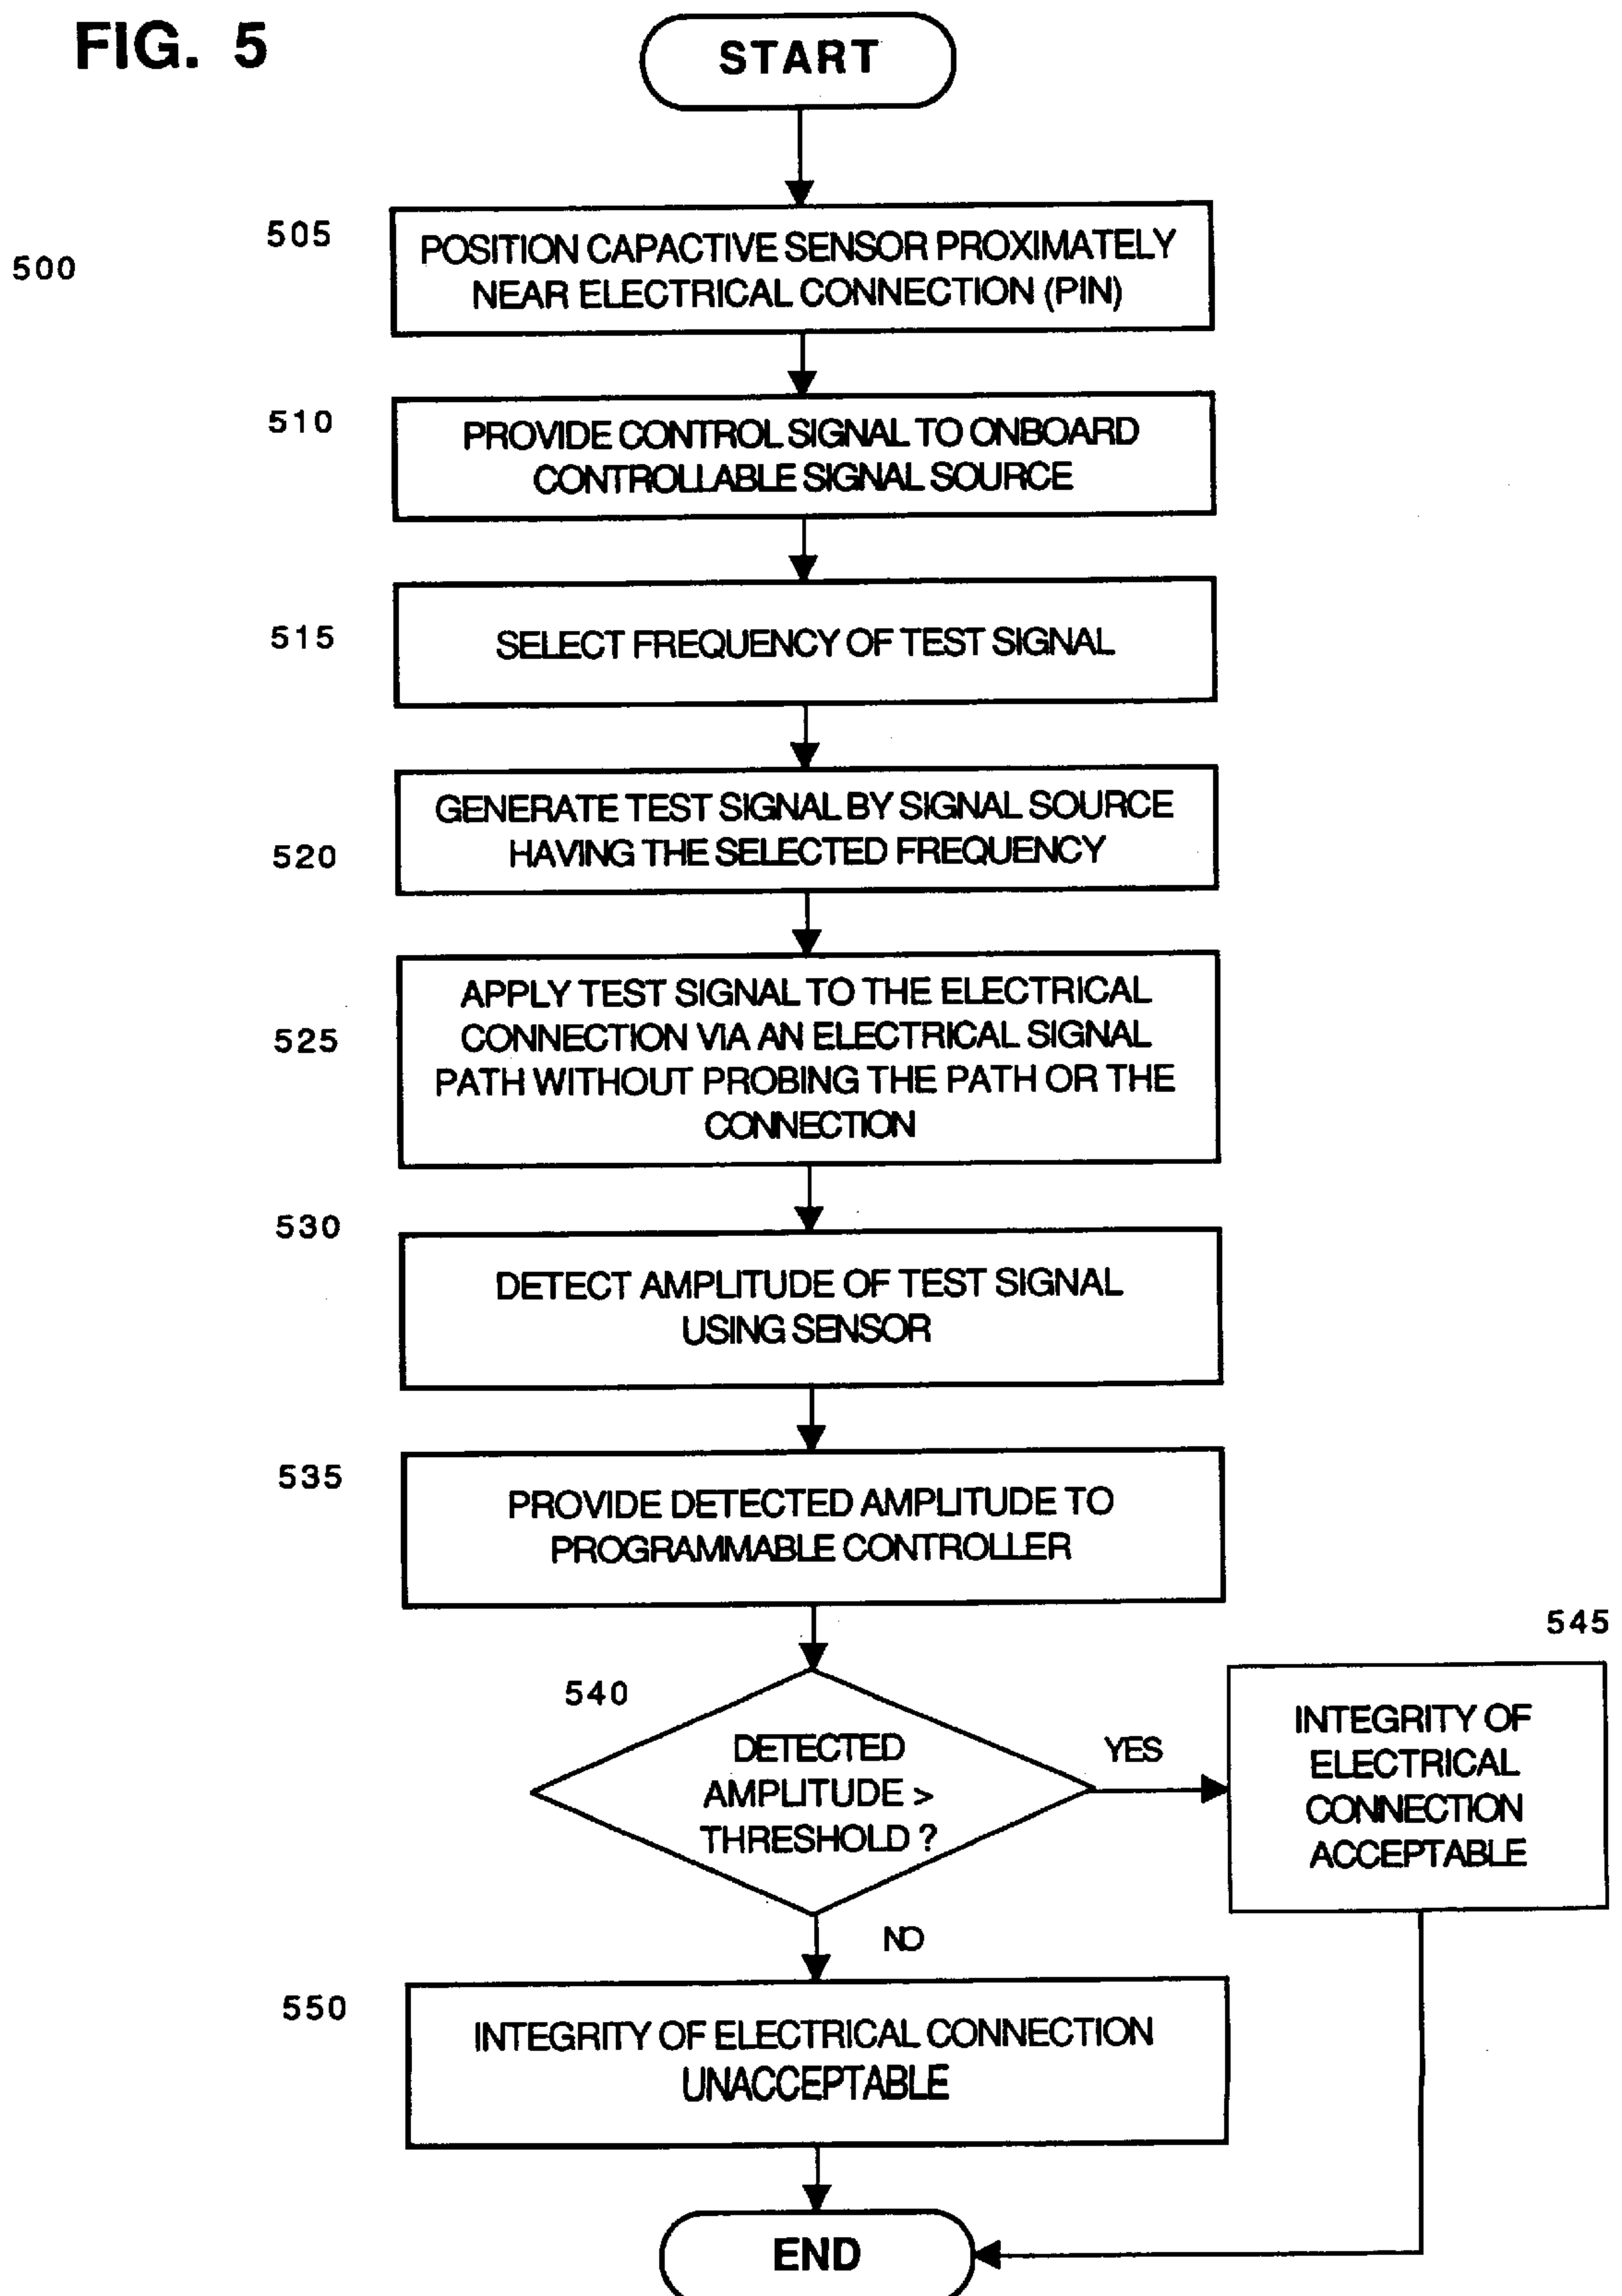 FIG. 5
START
500
505
POSITION CAPACTIVE SENSOR PROXIMATELY
NEAR ELECTRICAL CONNECTION (PIN)
510
PROVIDE CONTROL SIGNAL TO ONBOARD
CONTROLLABLE SIGNAL SOURCE
515
SELECT FREQUENCY OF TEST SIGNAL
520
GENERATE TEST SIGNAL BY SIGNAL SOURCE
HAVING THE SELECTED FREQUENCY
525
APPLY TEST SIGNAL TO THE ELECTRICAL
CONNECTION VIA AN ELECTRICAL SIGNAL
PATH WITHOUT PROBING THE PATH OR THE
CONNECTION
530
DETECT AMPLITUDE OF TEST SIGNAL
USING SENSOR
535
PROVIDE DETECTED AMPLITUDE TO
PROGRAMMABLE CONTROLLER
540
DETECTED
AMPLITUDE >
THRESHOLD ?
YES
545
INTEGRITY OF
ELECTRICAL
CONNECTION
ACCEPTABLE
NO
550
INTEGRITY OF ELECTRICAL CONNECTION
UNACCEPTABLE
END